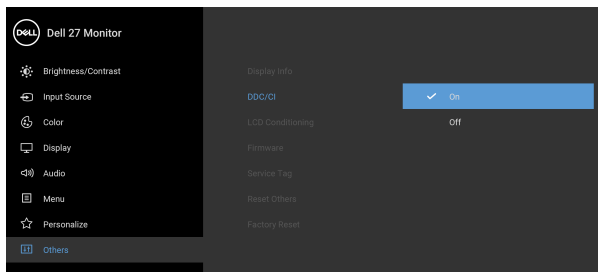 DELL Dell 27 Monitor
Brightness/Contrast
Display Info
Input Source
DDC/CI
On
Color
LCD Conditioning
Off
Display
Firmware
Audio
Service Tag
Menu
Reset Others
Personalize
Factory Reset
Others